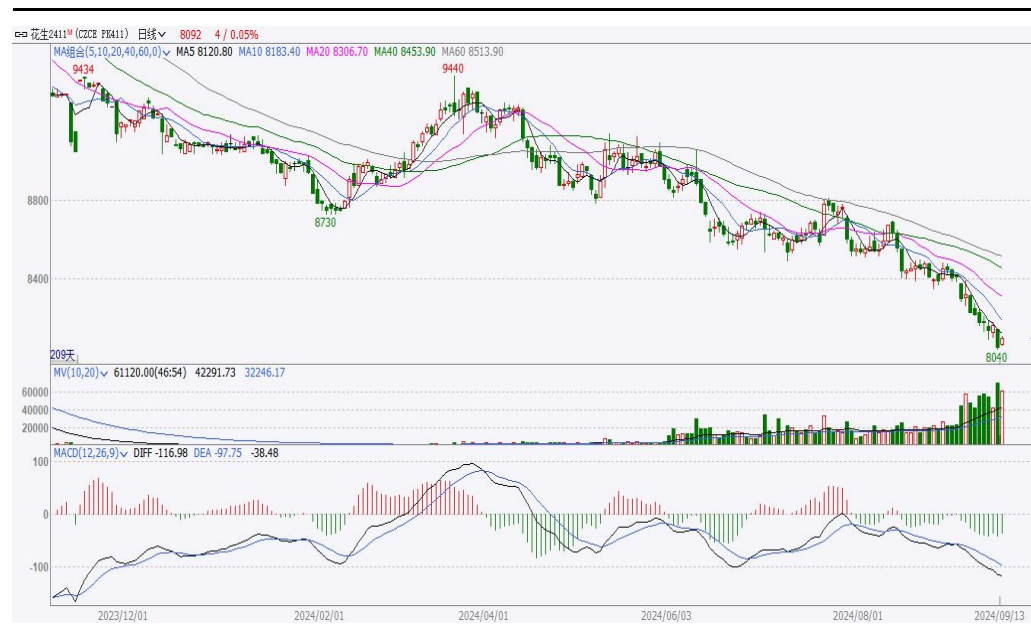 花生2411M (CZCE PK411) 日线 8092 4 / 0.05%
MA组合(5,10,20,40,60,0) MA5 8120.80 MA10 8183.40 MA20 8306.70 MA40 8453.90 MA60 8513.90
9434
9440
8800
8730
8400
8040
209天
MV(10,20) 61120.00(46:54) 42291.73 32246.17
60000
40000
20000
MACD(12,26,9) DIFF -116.98 DEA -97.75 -38.48
100
0
-100
2023/12/01 2024/02/01 2024/04/01 2024/06/03 2024/08/01 2024/09/13